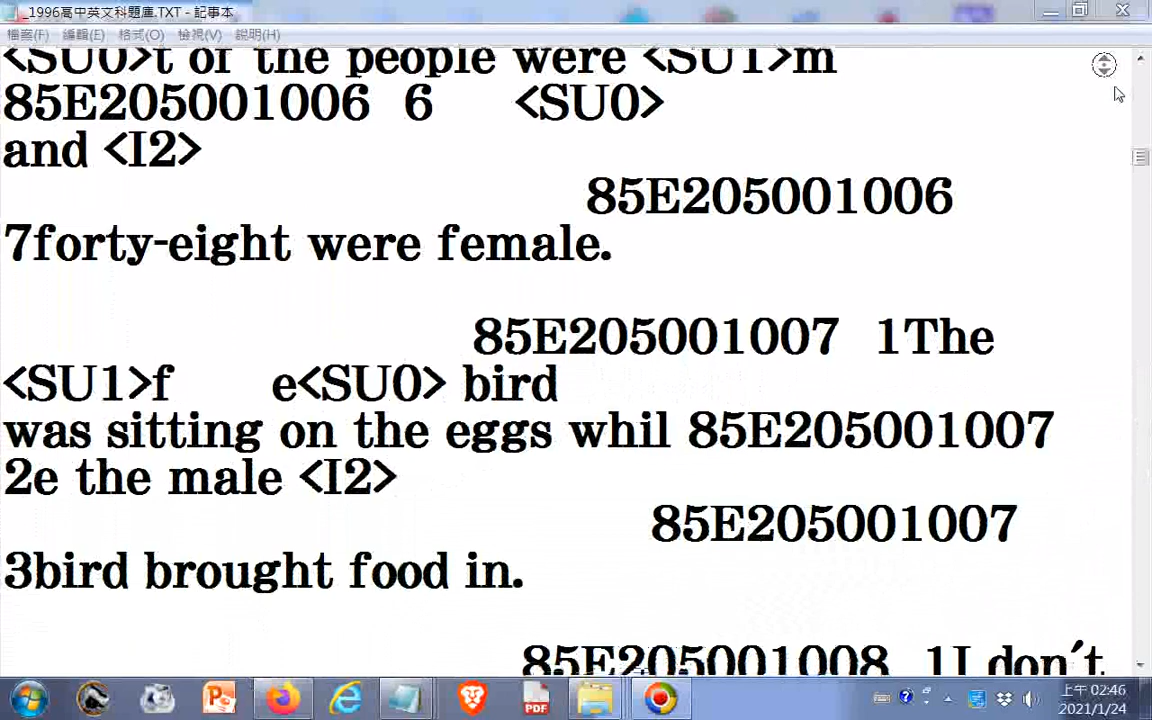 _1996高中英文科題庫.TXT - 記事本
檔案(F) 編輯(E) 格式(O) 檢視(V) 說明(H)
<SU0>t of the people were <SU1>m
85E205001006 6 <SU0>
and <I2>
85E205001006
7forty-eight were female.
85E205001007 1The
<SU1>f e<SU0> bird
was sitting on the eggs whil 85E205001007
2e the male <I2>
85E205001007
3bird brought food in.
85E205001008 1I don't
PDF
上午 02:46
2021/1/24